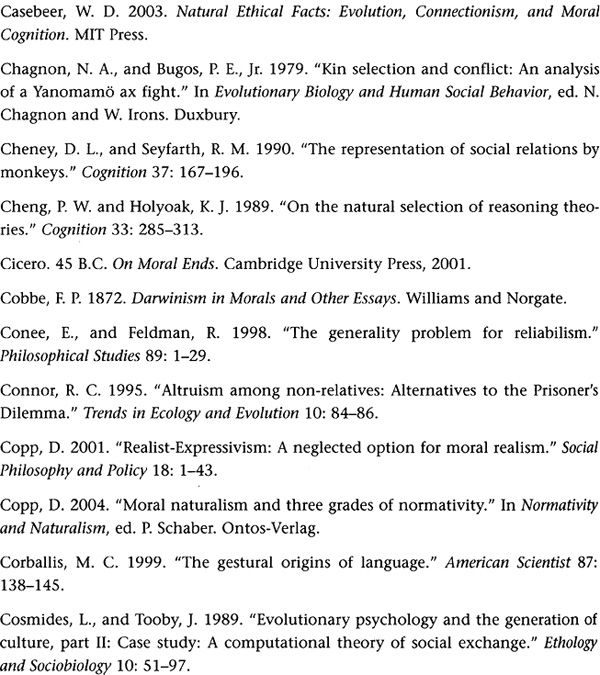 Casebeer, W. D. 2003. Natural Ethical Facts: Evolution, Connectionism, and Moral
Cognition. MIT Press.
Chagnon, N. A., and Bugos, P. E., Jr. 1979. “Kin selection and conflict: An analysis
of a Yanomamö ax fight.” In Evolutionary Biology and Human Social Behavior, ed. N.
Chagnon and W. Irons. Duxbury.
Cheney, D. L., and Seyfarth, R. M. 1990. “The representation of social relations by
monkeys.” Cognition 37: 167–196.
Cheng, P. W. and Holyoak, K. J. 1989. “On the natural selection of reasoning theo-
ries.” Cognition 33: 285–313.
Cicero. 45 B.C. On Moral Ends. Cambridge University Press, 2001.
Cobbe, F. P. 1872. Darwinism in Morals and Other Essays. Williams and Norgate.
Conee, E., and Feldman, R. 1998. “The generality problem for reliabilism.”
Philosophical Studies 89: 1–29.
Connor, R. C. 1995. “Altruism among non-relatives: Alternatives to the Prisoner’s
Dilemma.” Trends in Ecology and Evolution 10: 84–86.
Copp, D. 2001. “Realist-Expressivism: A neglected option for moral realism.” Social
Philosophy and Policy 18: 1–43.
Copp, D. 2004. “Moral naturalism and three grades of normativity.” In Normativity
and Naturalism, ed. P. Schaber. Ontos-Verlag.
Corballis, M. C. 1999. “The gestural origins of language.” American Scientist 87:
138–145.
Cosmides, L., and Tooby, J. 1989. “Evolutionary psychology and the generation of
culture, part II: Case study: A computational theory of social exchange.” Ethology
and Sociobiology 10: 51–97.